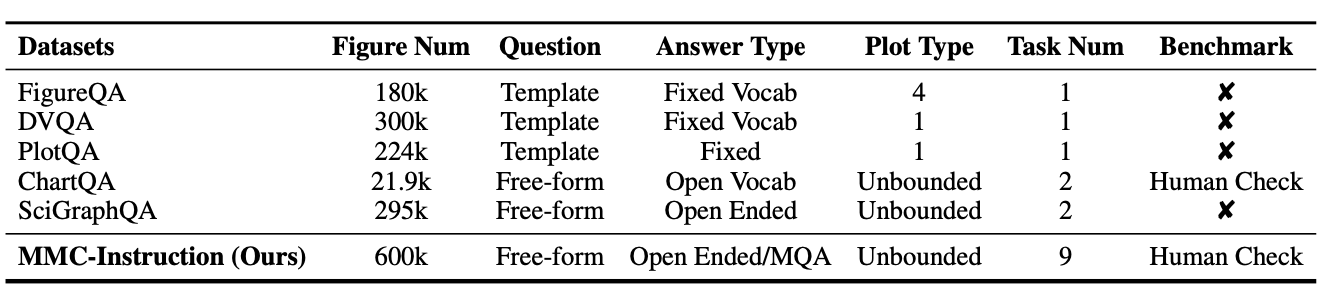 Datasets Figure Num Question Answer Type Plot Type Task Num Benchmark
FigureQA 180k Template Fixed Vocab 4 1 ✘
DVQA 300k Template Fixed Vocab 1 1 ✘
PlotQA 224k Template Fixed 1 1 ✘
ChartQA 21.9k Free-form Open Vocab Unbounded 2 Human Check
SciGraphQA 295k Free-form Open Ended Unbounded 2 ✘
MMC-Instruction (Ours) 600k Free-form Open Ended/MQA Unbounded 9 Human Check